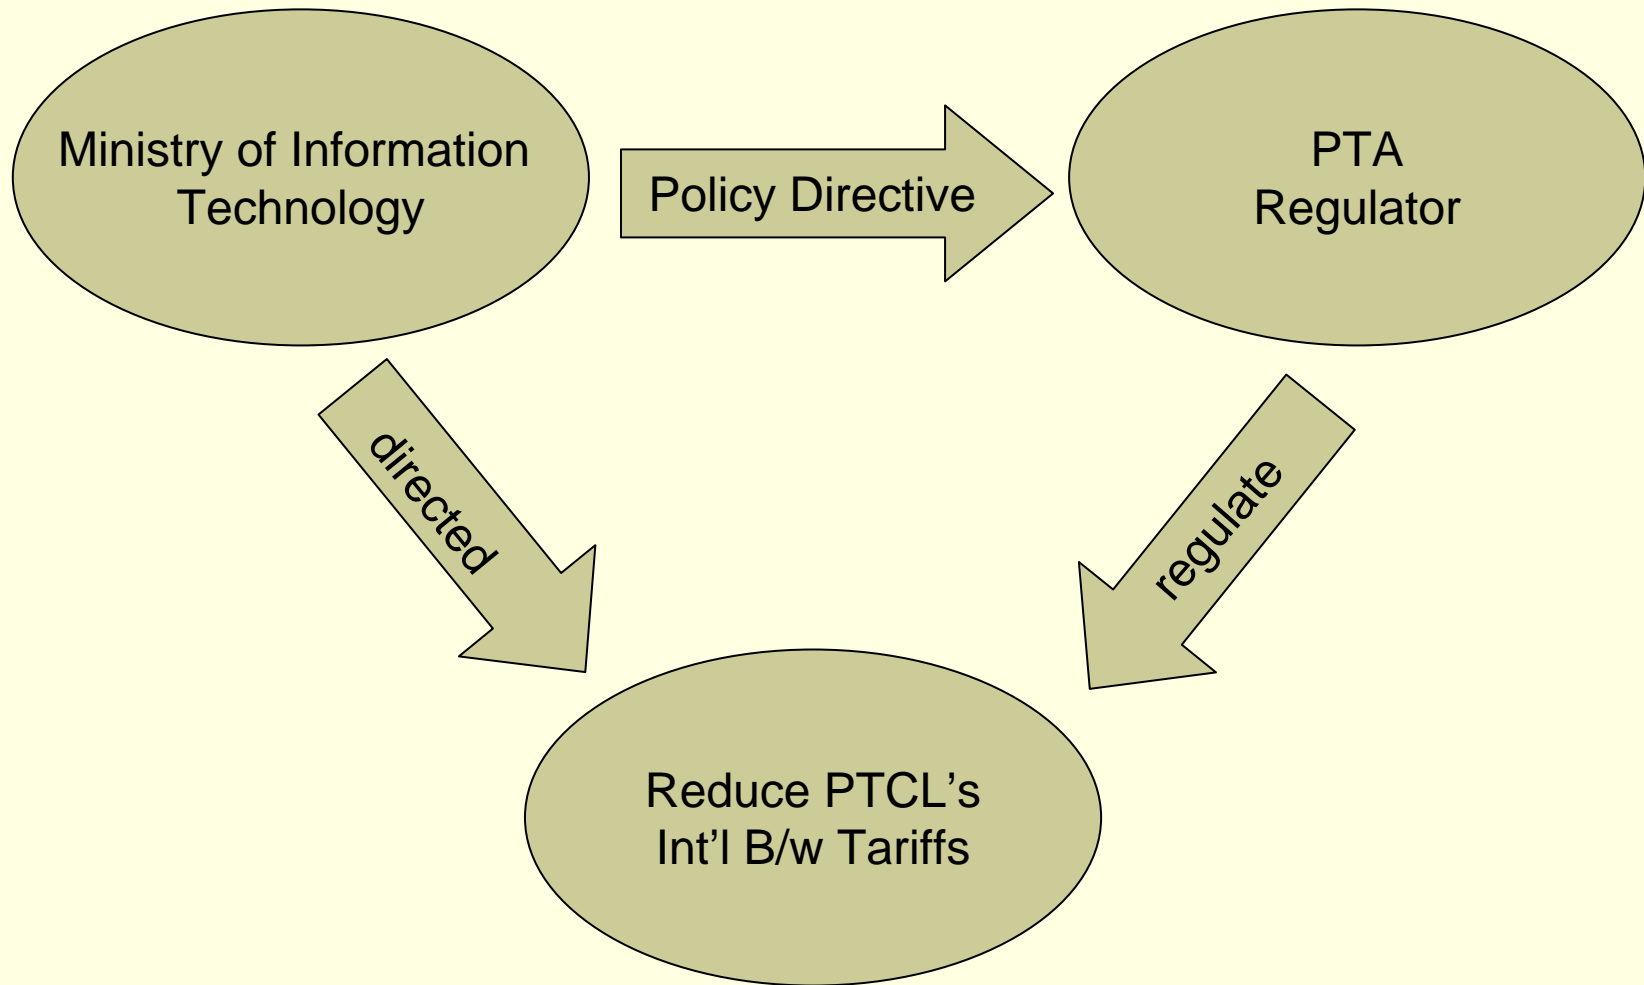 Ministry of Information
Technology
Policy Directive
PTA
Regulator
directed
regulate
Reduce PTCL’s
Int’l B/w Tariffs